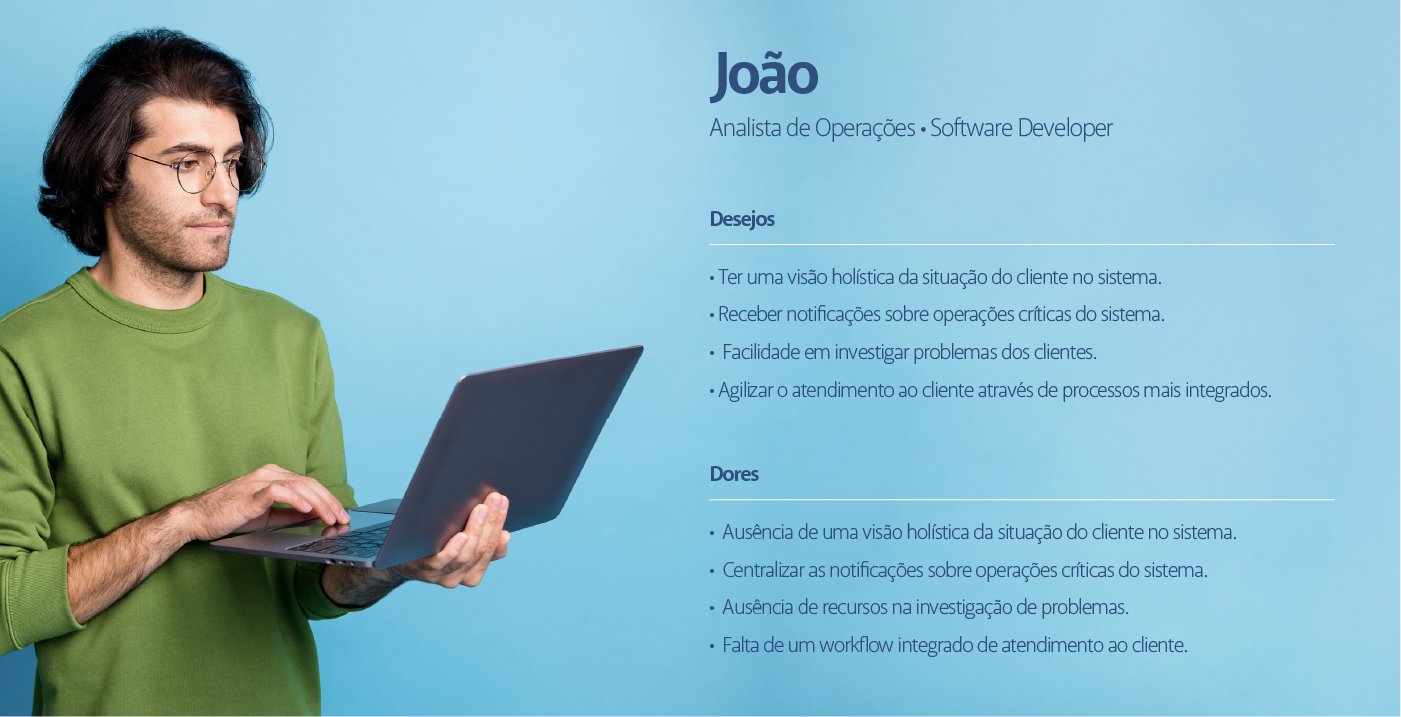 João
Analista de Operações • Software Developer
Desejos
• Ter uma visão holística da situação do cliente no sistema.
• Receber notificações sobre operações críticas do sistema.
• Facilidade em investigar problemas dos clientes.
• Agilizar o atendimento ao cliente através de processos mais integrados.
Dores
• Ausência de uma visão holística da situação do cliente no sistema.
• Centralizar as notificações sobre operações críticas do sistema.
• Ausência de recursos na investigação de problemas.
• Falta de um workflow integrado de atendimento ao cliente.